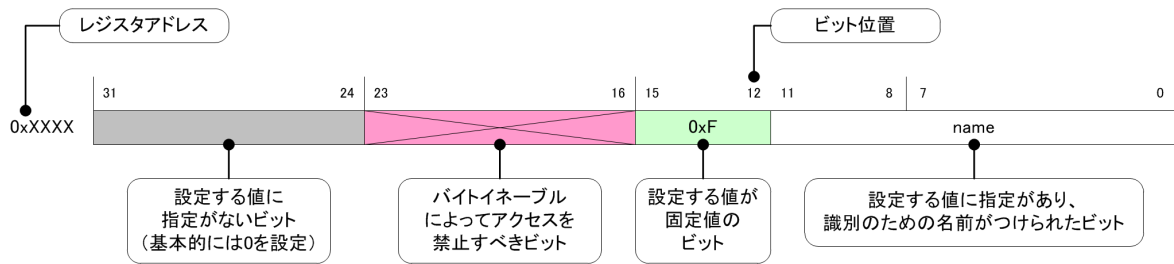 レジスタアドレス
ビット位置
31 24 23 16 15 12 11 8 7 0
0xXXXX
0xF
name
設定する値に
指定がないビット
（基本的には0を設定）
バイトイネーブル
によってアクセスを
禁止すべきビット
設定する値が
固定値の
ビット
設定する値に指定があり、
識別のための名前がつけられたビット